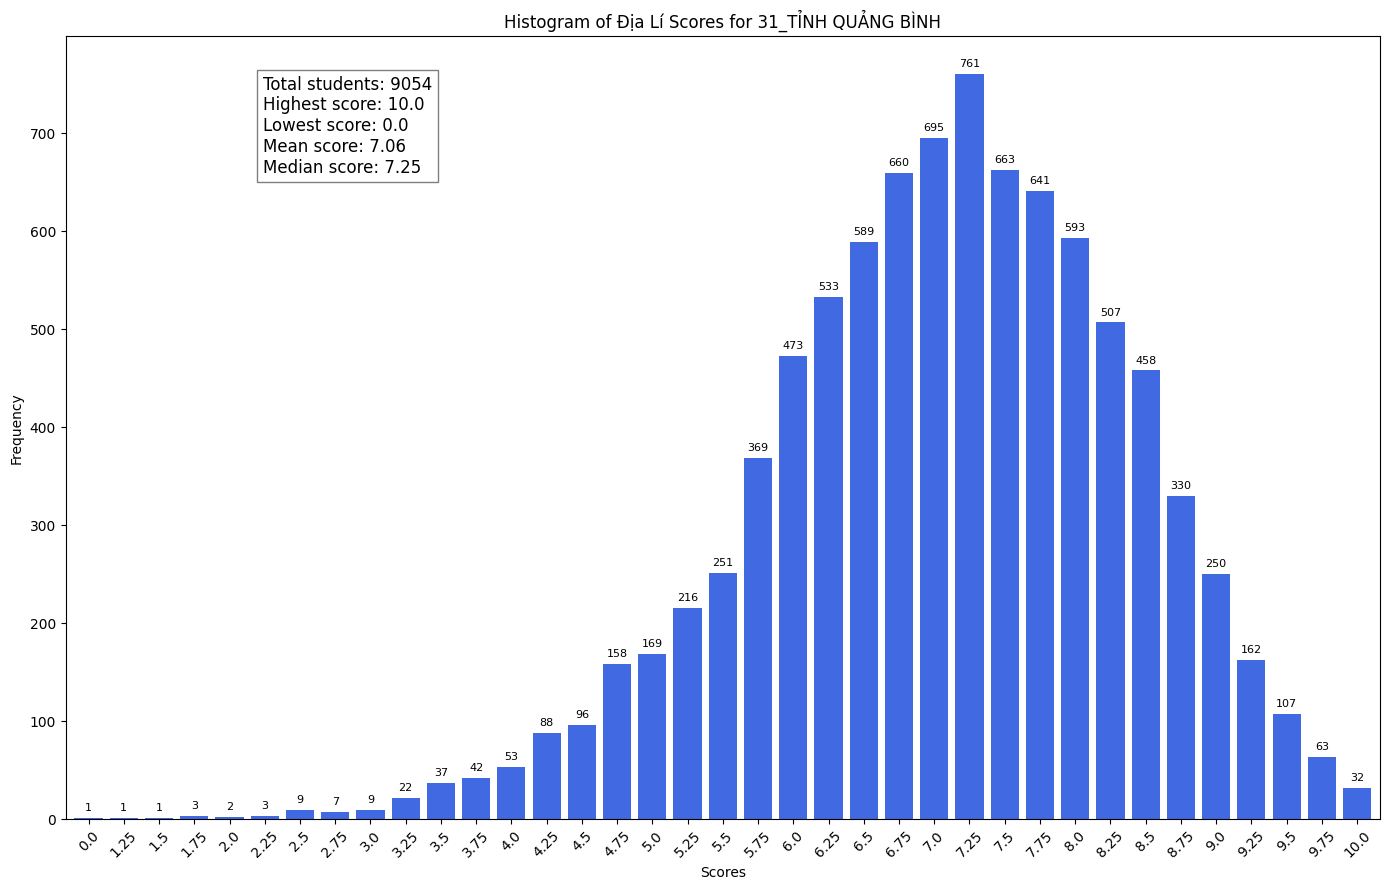 Histogram of Địa Lí Scores for 31_TỈNH QUẢNG BÌNH
Total students: 9054
Highest score: 10.0
Lowest score: 0.0
Mean score: 7.06
Median score: 7.25
Frequency
700
600
500
400
300
200
100
0
1 1 1 3 2 3 9 7 9 22 37 42 53 88 96 158 169 216 251 369 473 533 589 660 695 761 663 641 593 507 458 330 250 162 107 63 32
0.0 1.25 1.5 1.75 2.0 2.25 2.5 2.75 3.0 3.25 3.5 3.75 4.0 4.25 4.5 4.75 5.0 5.25 5.5 5.75 6.0 6.25 6.5 6.75 7.0 7.25 7.5 7.75 8.0 8.25 8.5 8.75 9.0 9.25 9.5 9.75 10.0
Scores